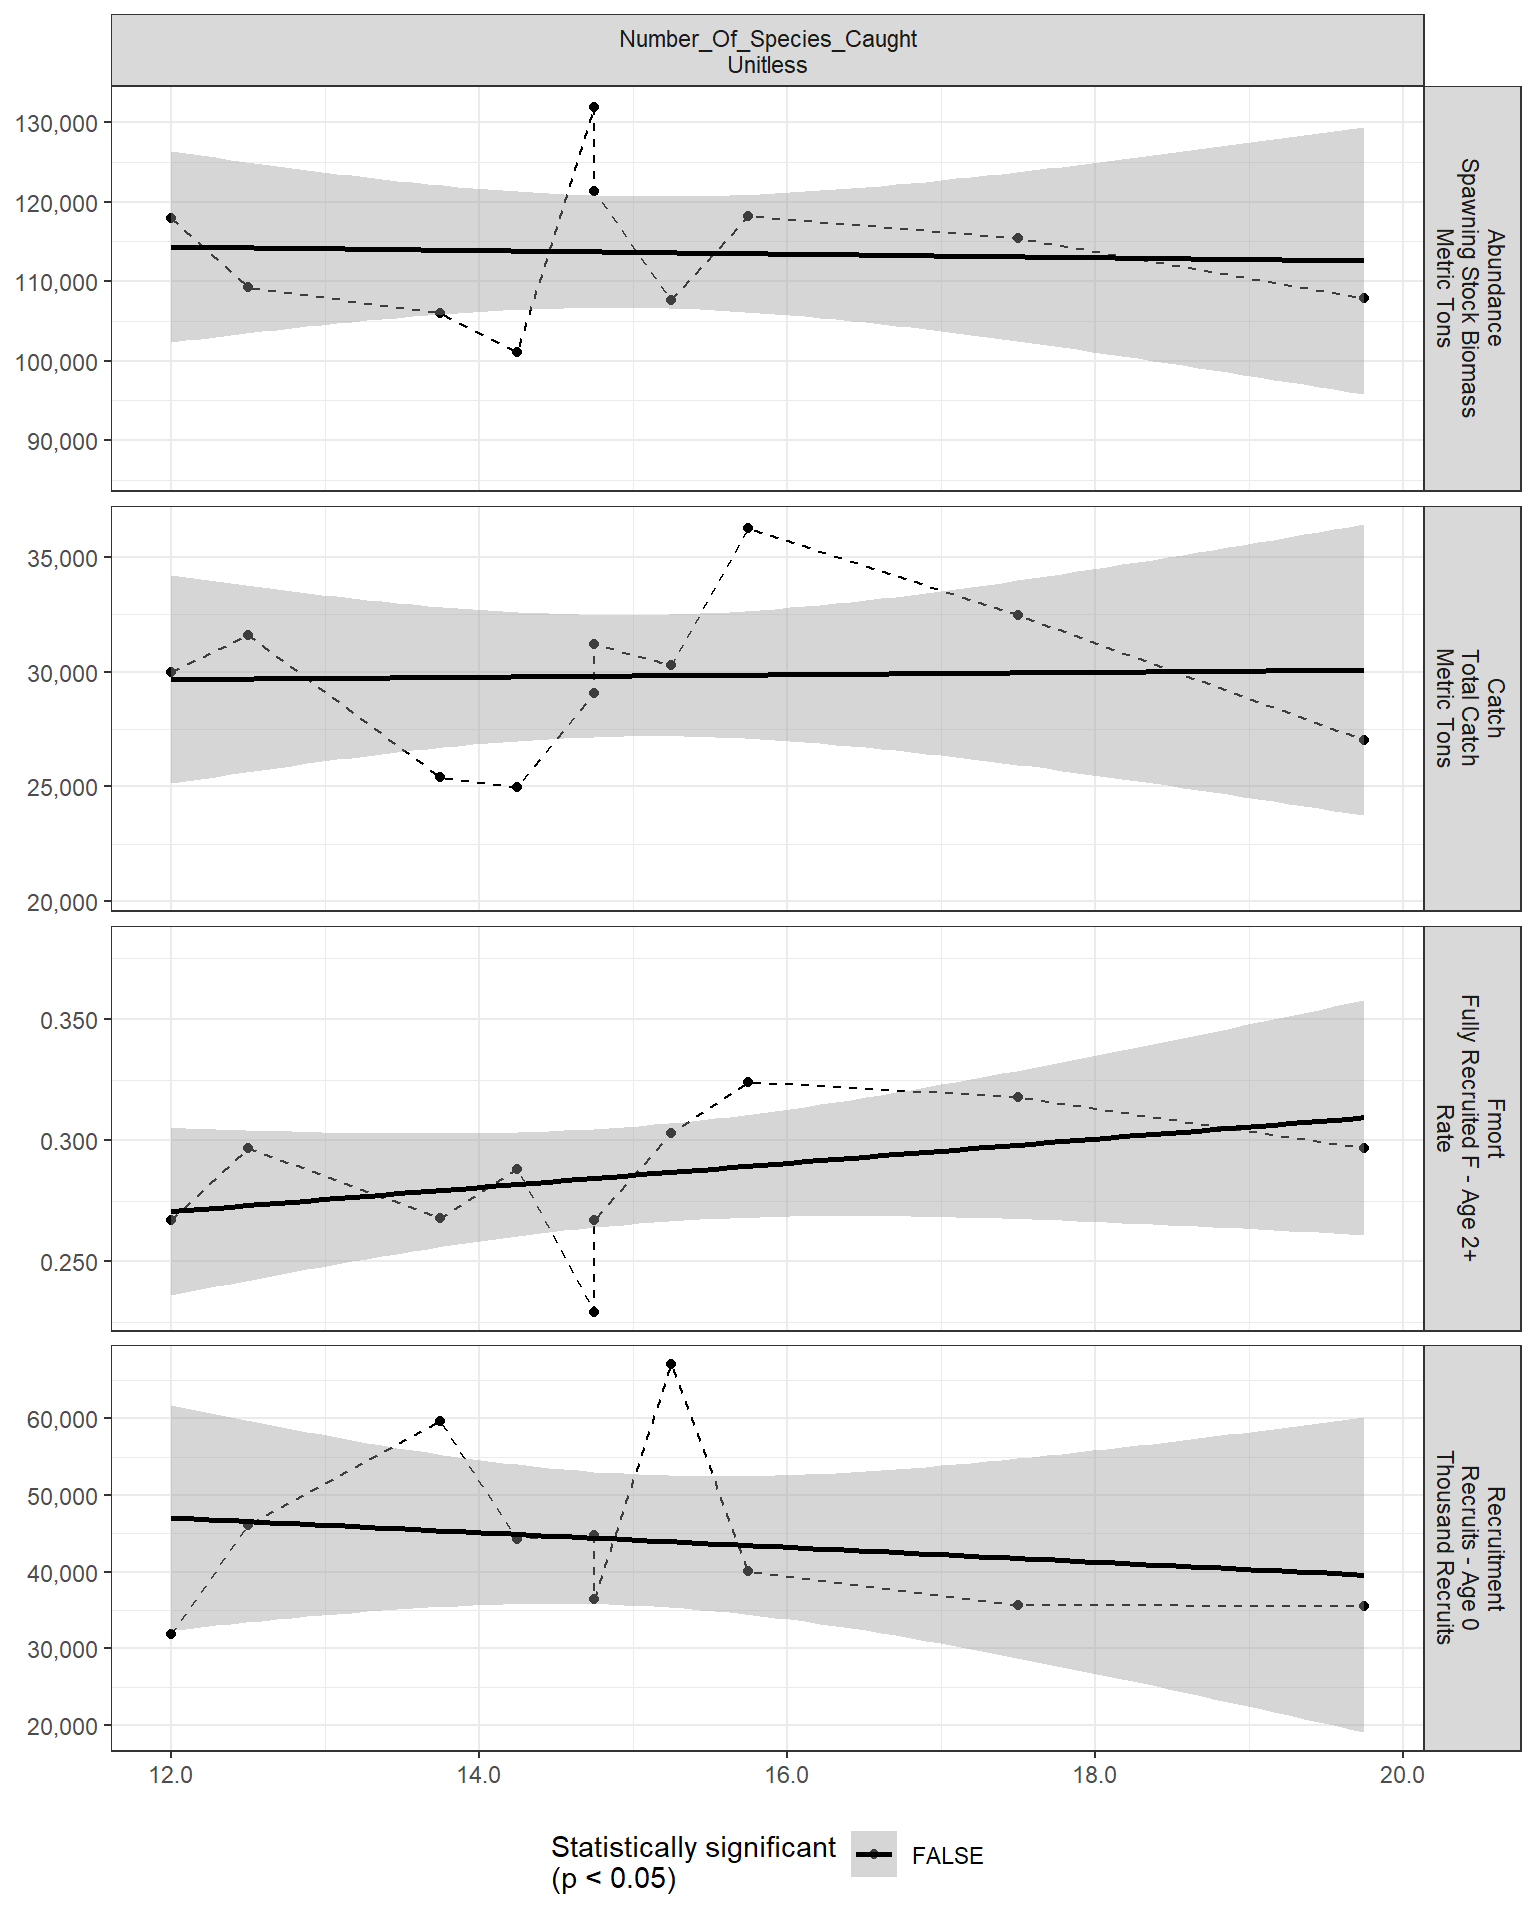 Number_Of_Species_Caught
Unitless
130,000
120,000
110,000
100,000
90,000
Abundance
Spawning Stock Biomass
Metric Tons
35,000
30,000
25,000
20,000
Catch
Total Catch
Metric Tons
0.350
0.300
0.250
Fmort
Fully Recruited F - Age 2+
Rate
60,000
50,000
40,000
30,000
20,000
Recruitment
Recruits - Age 0
Thousand Recruits
12.0
14.0
16.0
18.0
20.0
Statistically significant
(p < 0.05)
FALSE